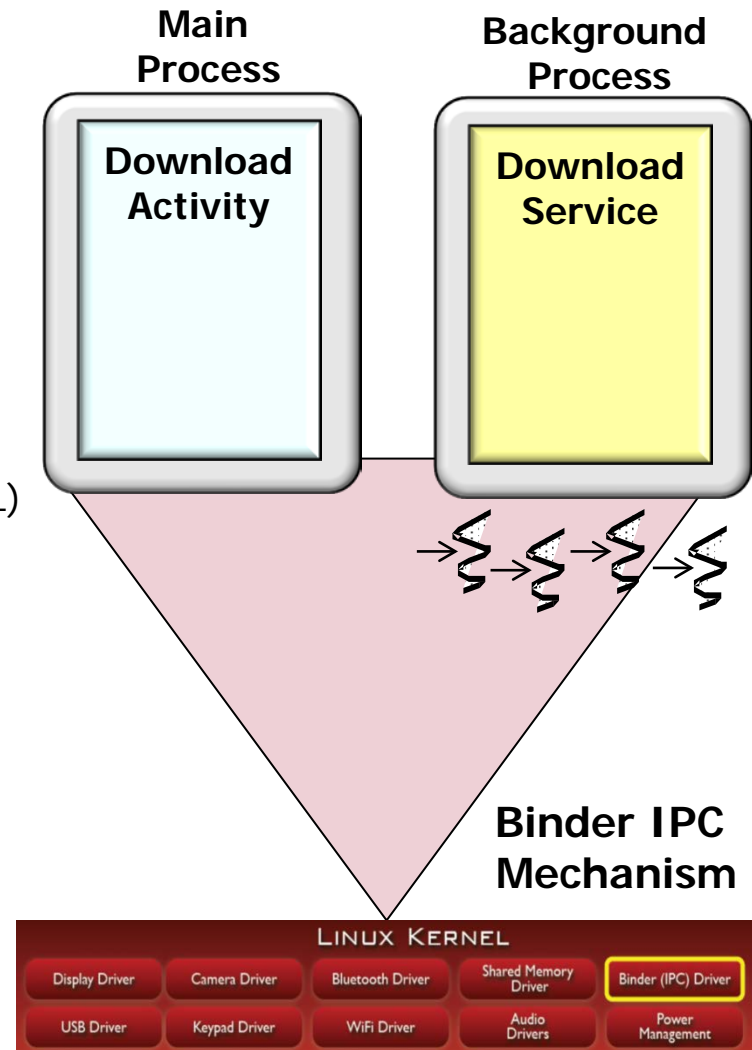 Main
Process
Background
Process
Download
Activity
Download
Service
)
Binder IPC
Mechanism
LINUX KERNEL
Display Driver
Camera Driver
Bluetooth Driver
Shared Memory
Driver
Binder (IPC) Driver
USB Driver
Keypad Driver
WiFi Driver
Audio
Drivers
Power
Management